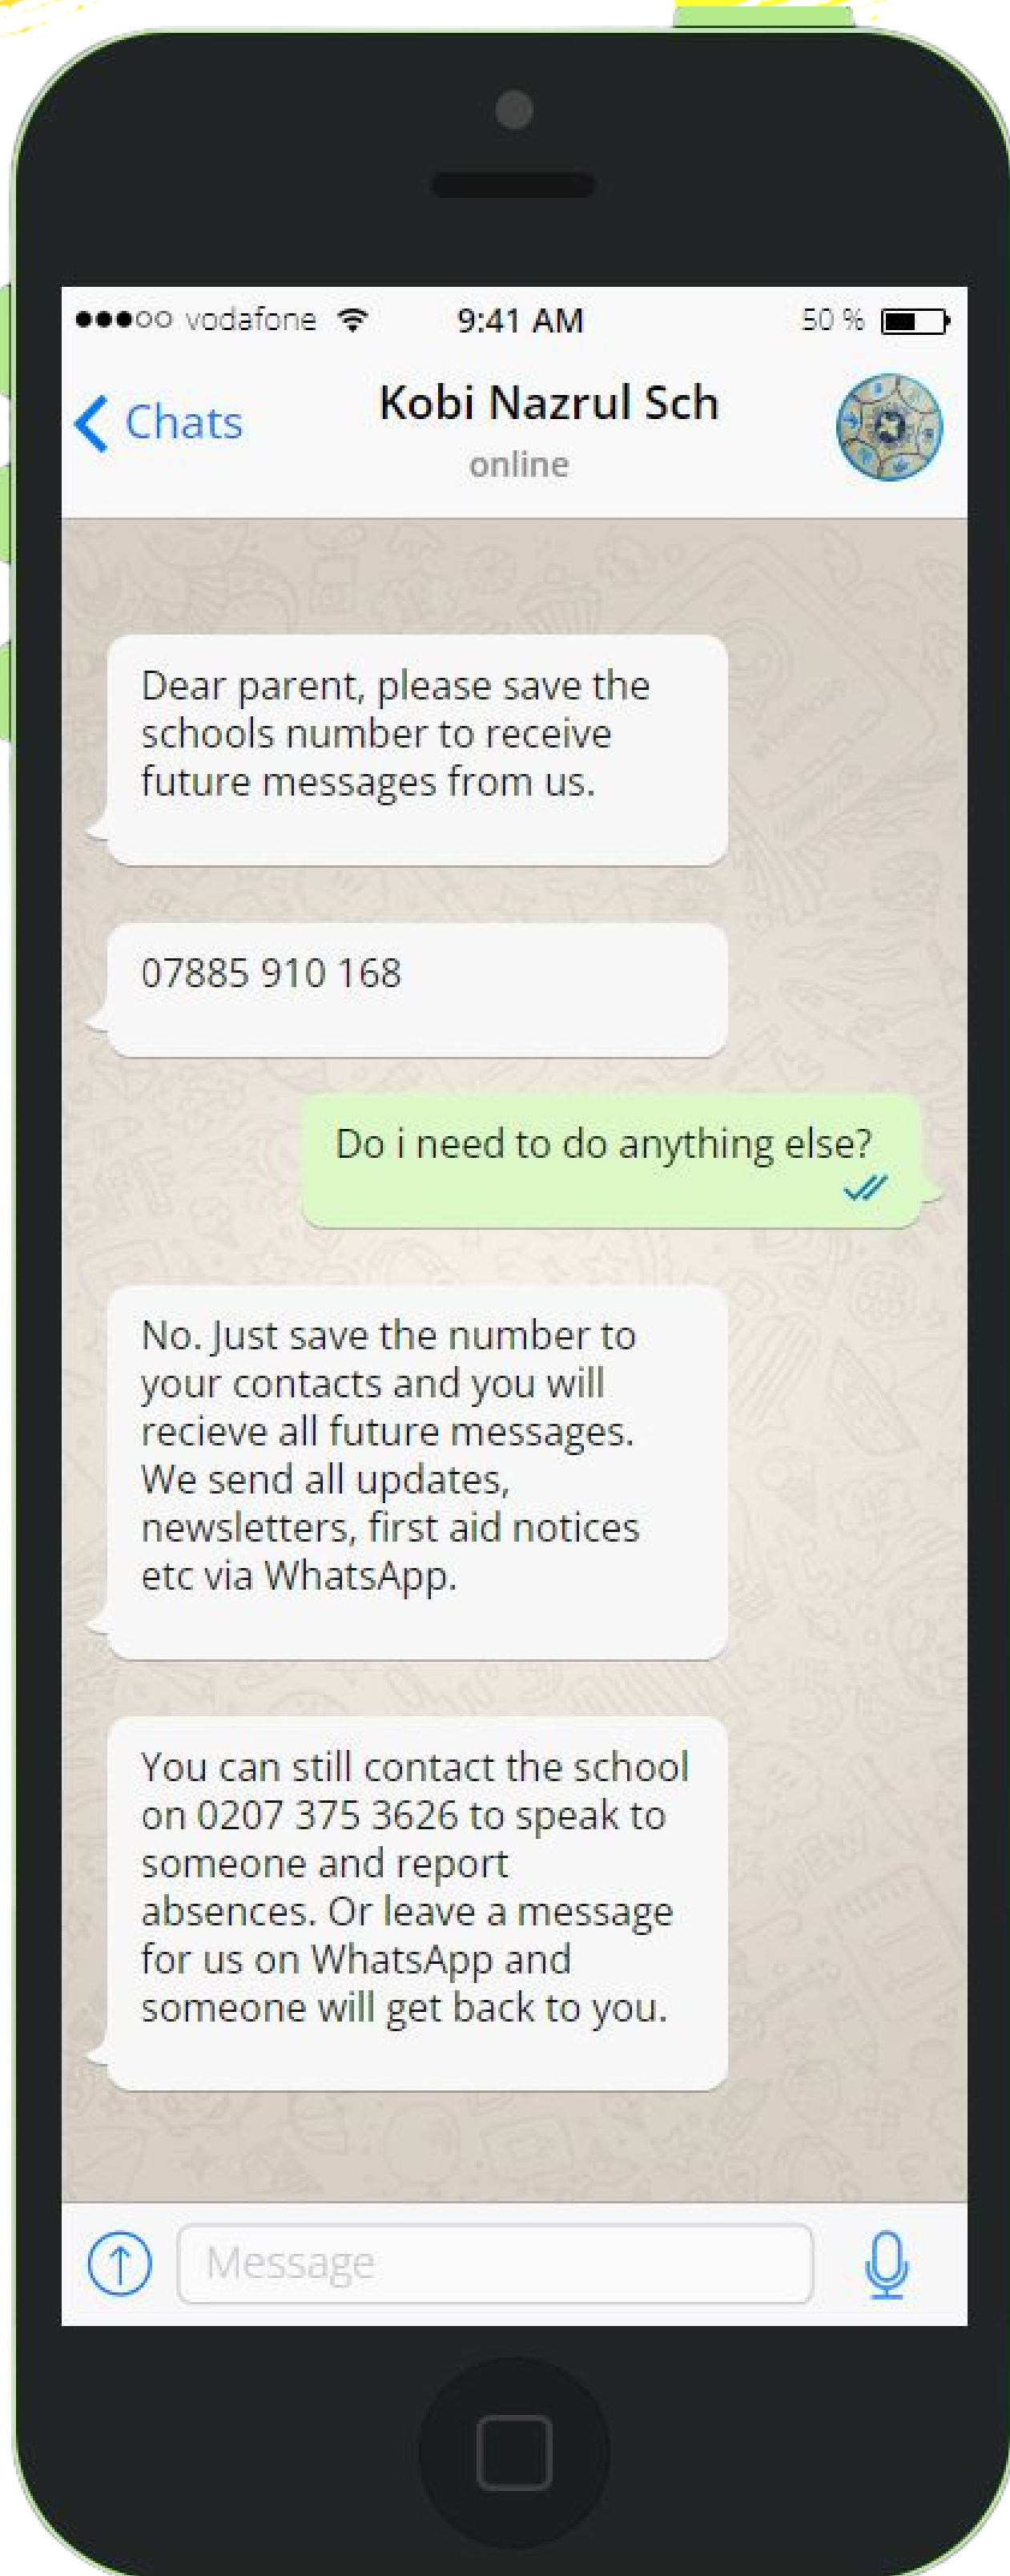 vodafone 9:41 AM 50 %
Chats
Kobi Nazrul Sch
online
Dear parent, please save the
schools number to receive
future messages from us.
07885 910 168
Do i need to do anything else?
No. Just save the number to
your contacts and you will
recieve all future messages.
We send all updates,
newsletters, first aid notices
etc via WhatsApp.
You can still contact the school
on 0207 375 3626 to speak to
someone and report
absences. Or leave a message
for us on WhatsApp and
someone will get back to you.
Message